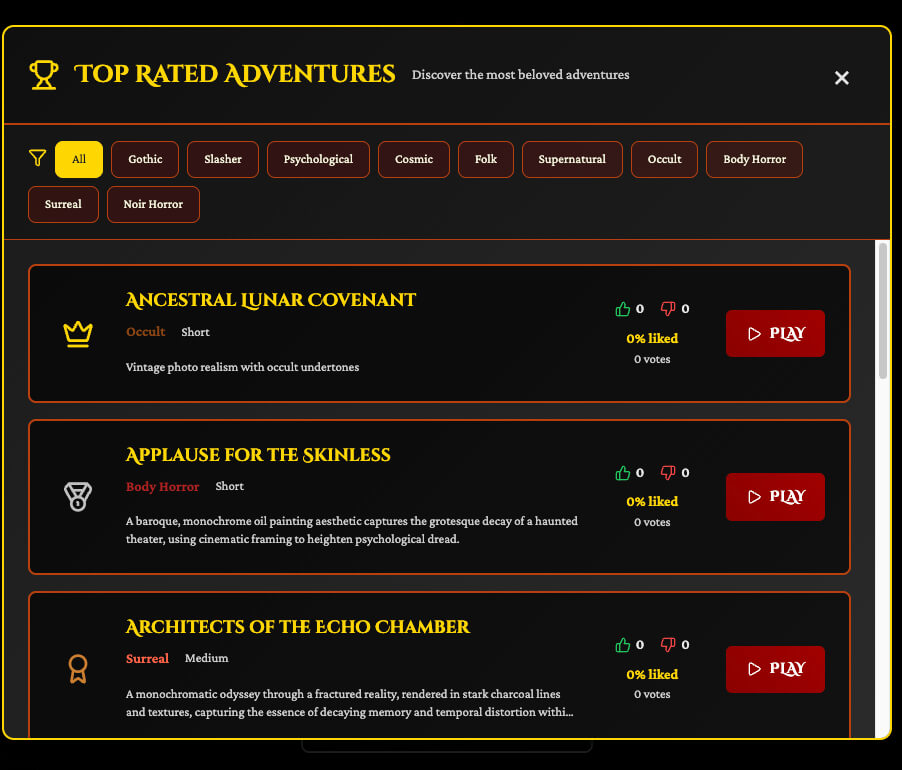 Top Rated Adventures Discover the most beloved adventures
All Gothic Slasher Psychological Cosmic Folk Supernatural Occult Body Horror
Surreal Noir Horror
Ancestral Lunar Covenant
Occult Short
Vintage photo realism with occult undertones
0 0
0% liked
0 votes
PLAY
Applause for the Skinless
Body Horror Short
A baroque, monochrome oil painting aesthetic captures the grotesque decay of a haunted
theater, using cinematic framing to heighten psychological dread.
0 0
0% liked
0 votes
PLAY
Architects of the Echo Chamber
Surreal Medium
A monochromatic odyssey through a fractured reality, rendered in stark charcoal lines
and textures, capturing the essence of decaying memory and temporal distortion withi...
0 0
0% liked
0 votes
PLAY